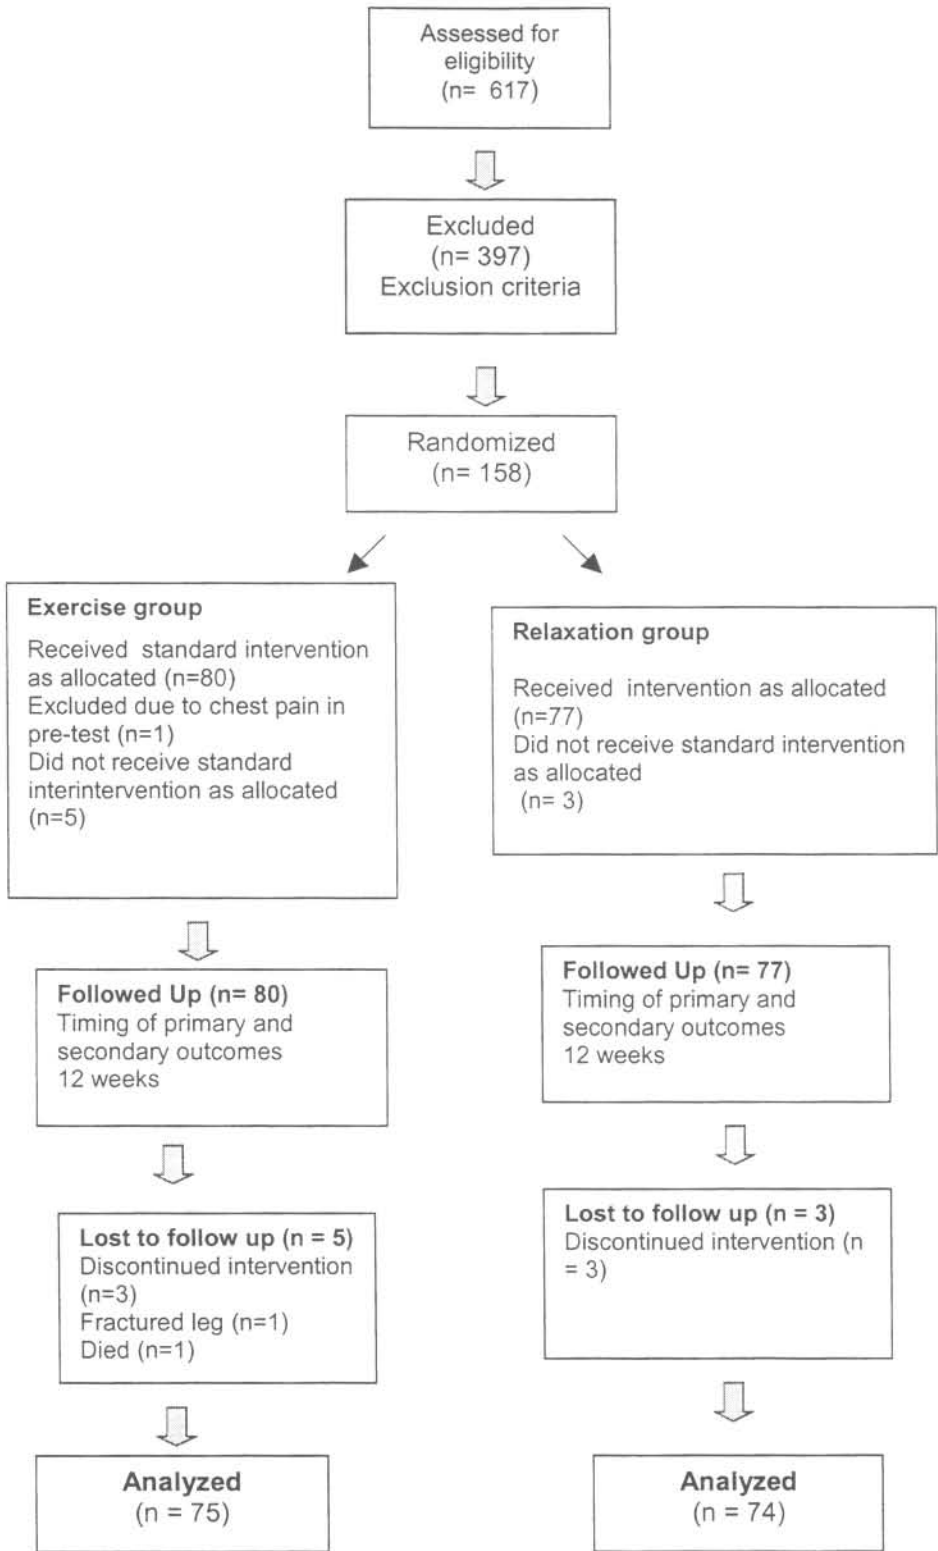 Assessed for
eligibility
(n= 617)
Excluded
(n= 397)
Exclusion criteria
Randomized
(n= 158)
Exercise group
Received standard intervention
as allocated (n=80)
Excluded due to chest pain in
pre-test (n=1)
Did not receive standard
interintervention as allocated
(n=5)
Relaxation group
Received intervention as allocated
(n=77)
Did not receive standard intervention
as allocated
(n= 3)
Followed Up (n= 80)
Timing of primary and
secondary outcomes
12 weeks
Followed Up (n= 77)
Timing of primary and
secondary outcomes
12 weeks
Lost to follow up (n = 5)
Discontinued intervention
(n=3)
Fractured leg (n=1)
Died (n=1)
Lost to follow up (n = 3)
Discontinued intervention (n
= 3)
Analyzed
(n = 75)
Analyzed
(n = 74)